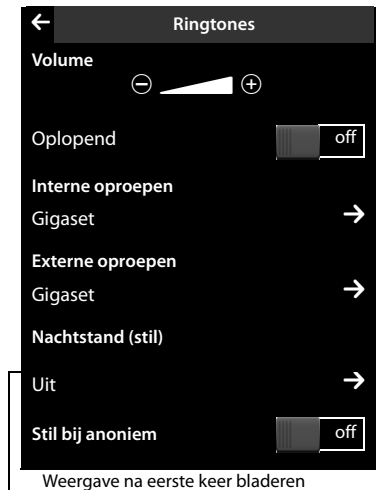 Ringtones
Volume
Oplopend off
Interne oproepen
Gigaset
Externe oproepen
Gigaset
Nachtstand (stil)
Uit
Stil bij anoniem off
Weergave na eerste keer bladeren